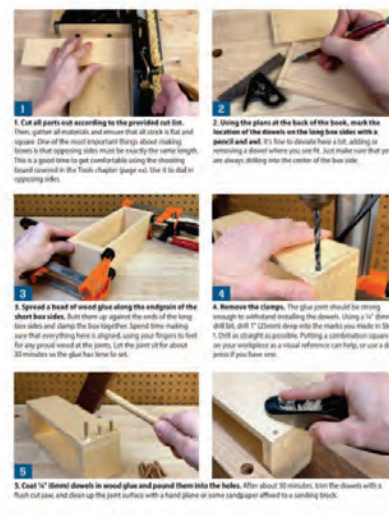 1
2
1. Cut all parts out according to the provided cut list.
Then, gather all materials and ensure that all stock is flat and
square. One of the most important things about making
boxes is that opposing sides must be exactly the same length.
This is a good time to get comfortable using the shooting
board covered in the Tools chapter (page xx). Use it to dial in
opposing sides.
2. Using the plans at the back of the book, mark the
location of the dowels on the long box sides with a
pencil and awl. It's fine to deviate here a bit, adding or
removing a dowel where you see fit. Just make sure that you
are always drilling into the center of the box side.
3
4
3. Spread a bead of wood glue along the endgrain of the
short box sides. Butt them up against the ends of the long
box sides and clamp the box together. Spend time making
sure that everything here is aligned, using your fingers to feel
for any proud wood at the joints. Let the joint sit for about
30 minutes so the glue has time to set.
4. Remove the clamps. The glue joint should be strong
enough to withstand installing the dowels. Using a ¼" (6mm)
drill bit, drill 1" (25mm) deep into the marks you made in
1. Drill as straight as possible. Putting a combination square
on your workpiece as a visual reference can help, or use a
press if you have one.
5
5. Coat ¼" (6mm) dowels in wood glue and pound them into the holes. After about 30 minutes, trim the dowels with a
flush cut saw, and clean up the joint surface with a hand plane or some sandpaper affixed to a sanding block.